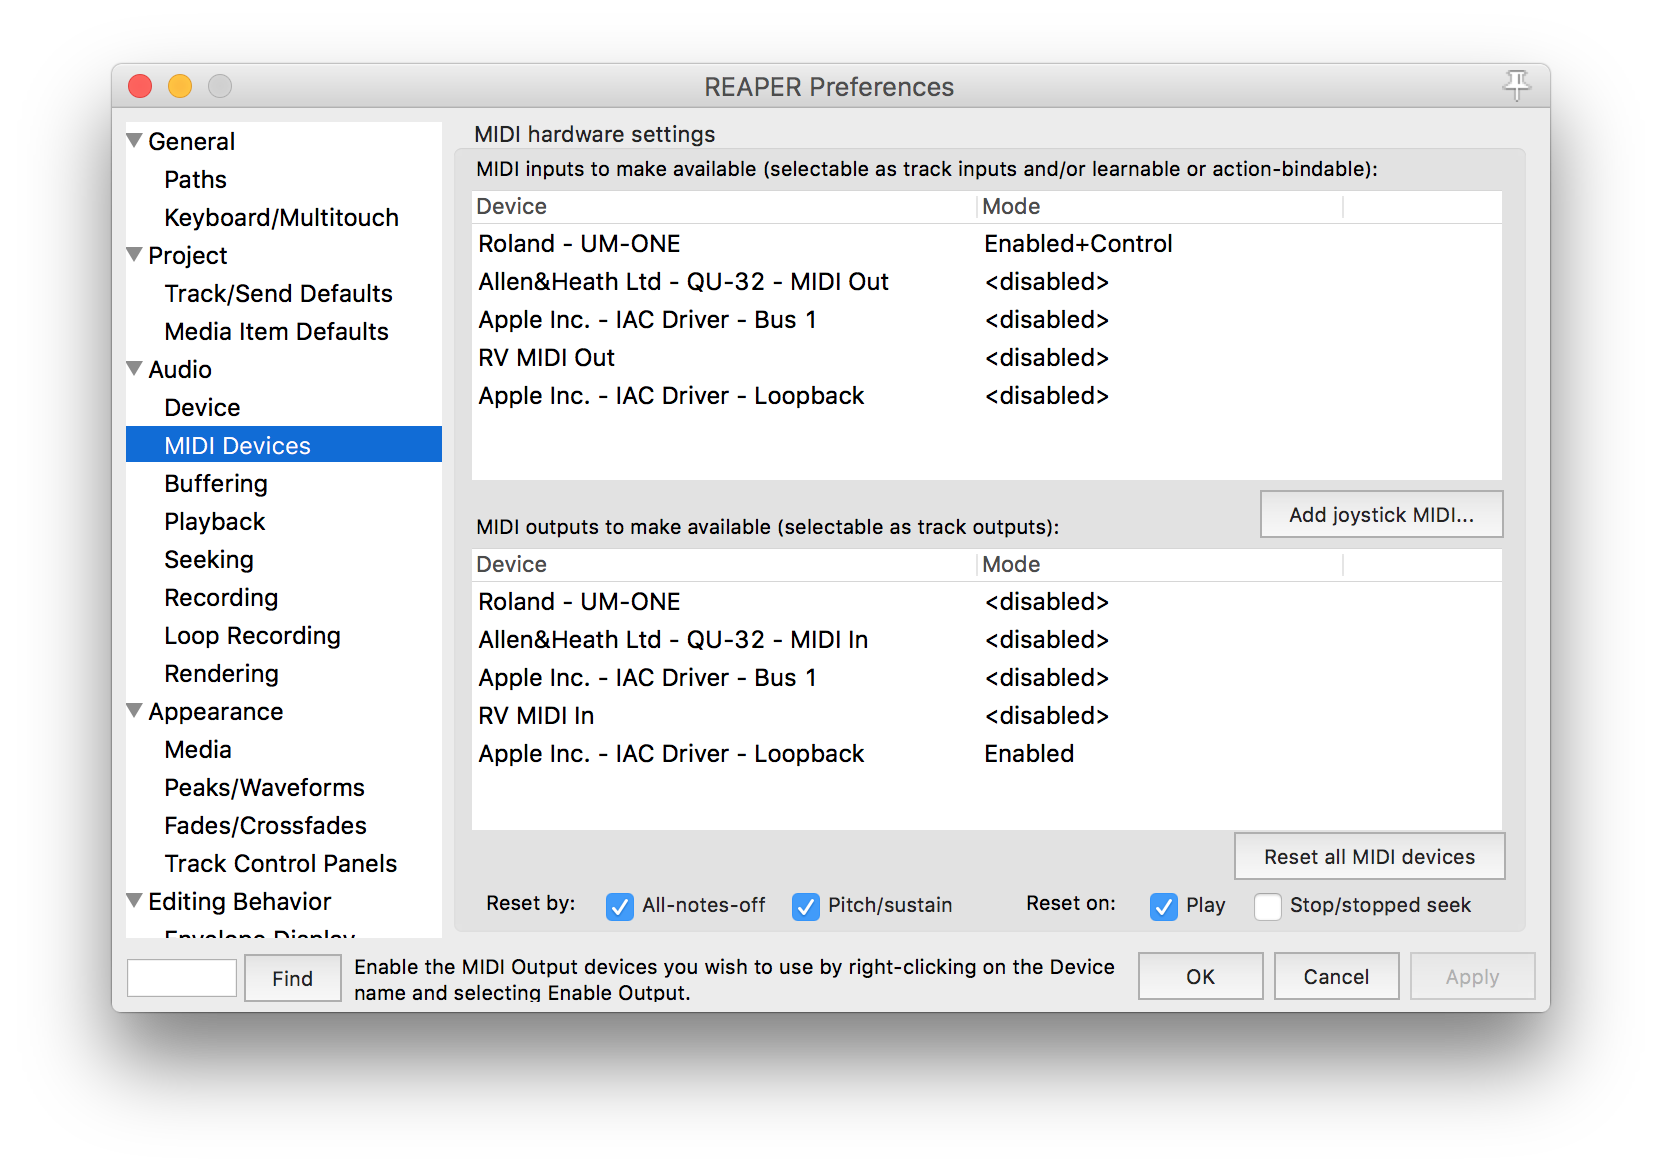 REAPER Preferences
General
Paths
Keyboard/Multitouch
Project
Track/Send Defaults
Media Item Defaults
Audio
Device
MIDI Devices
Buffering
Playback
Seeking
Recording
Loop Recording
Rendering
Appearance
Media
Peaks/Waveforms
Fades/Crossfades
Track Control Panels
Editing Behavior
Envelope Display
Find
MIDI hardware settings
MIDI inputs to make available (selectable as track inputs and/or learnable or action-bindable):
Device Mode
Roland - UM-ONE Enabled+Control
Allen&Heath Ltd - QU-32 - MIDI Out <disabled>
Apple Inc. - IAC Driver - Bus 1 <disabled>
RV MIDI Out <disabled>
Apple Inc. - IAC Driver - Loopback <disabled>
Add joystick MIDI...
MIDI outputs to make available (selectable as track outputs):
Device Mode
Roland - UM-ONE <disabled>
Allen&Heath Ltd - QU-32 - MIDI In <disabled>
Apple Inc. - IAC Driver - Bus 1 <disabled>
RV MIDI In <disabled>
Apple Inc. - IAC Driver - Loopback Enabled
Reset all MIDI devices
Reset by: All-notes-off Pitch/sustain Reset on: Play Stop/stopped seek
Enable the MIDI Output devices you wish to use by right-clicking on the Device
name and selecting Enable Output.
OK Cancel Apply